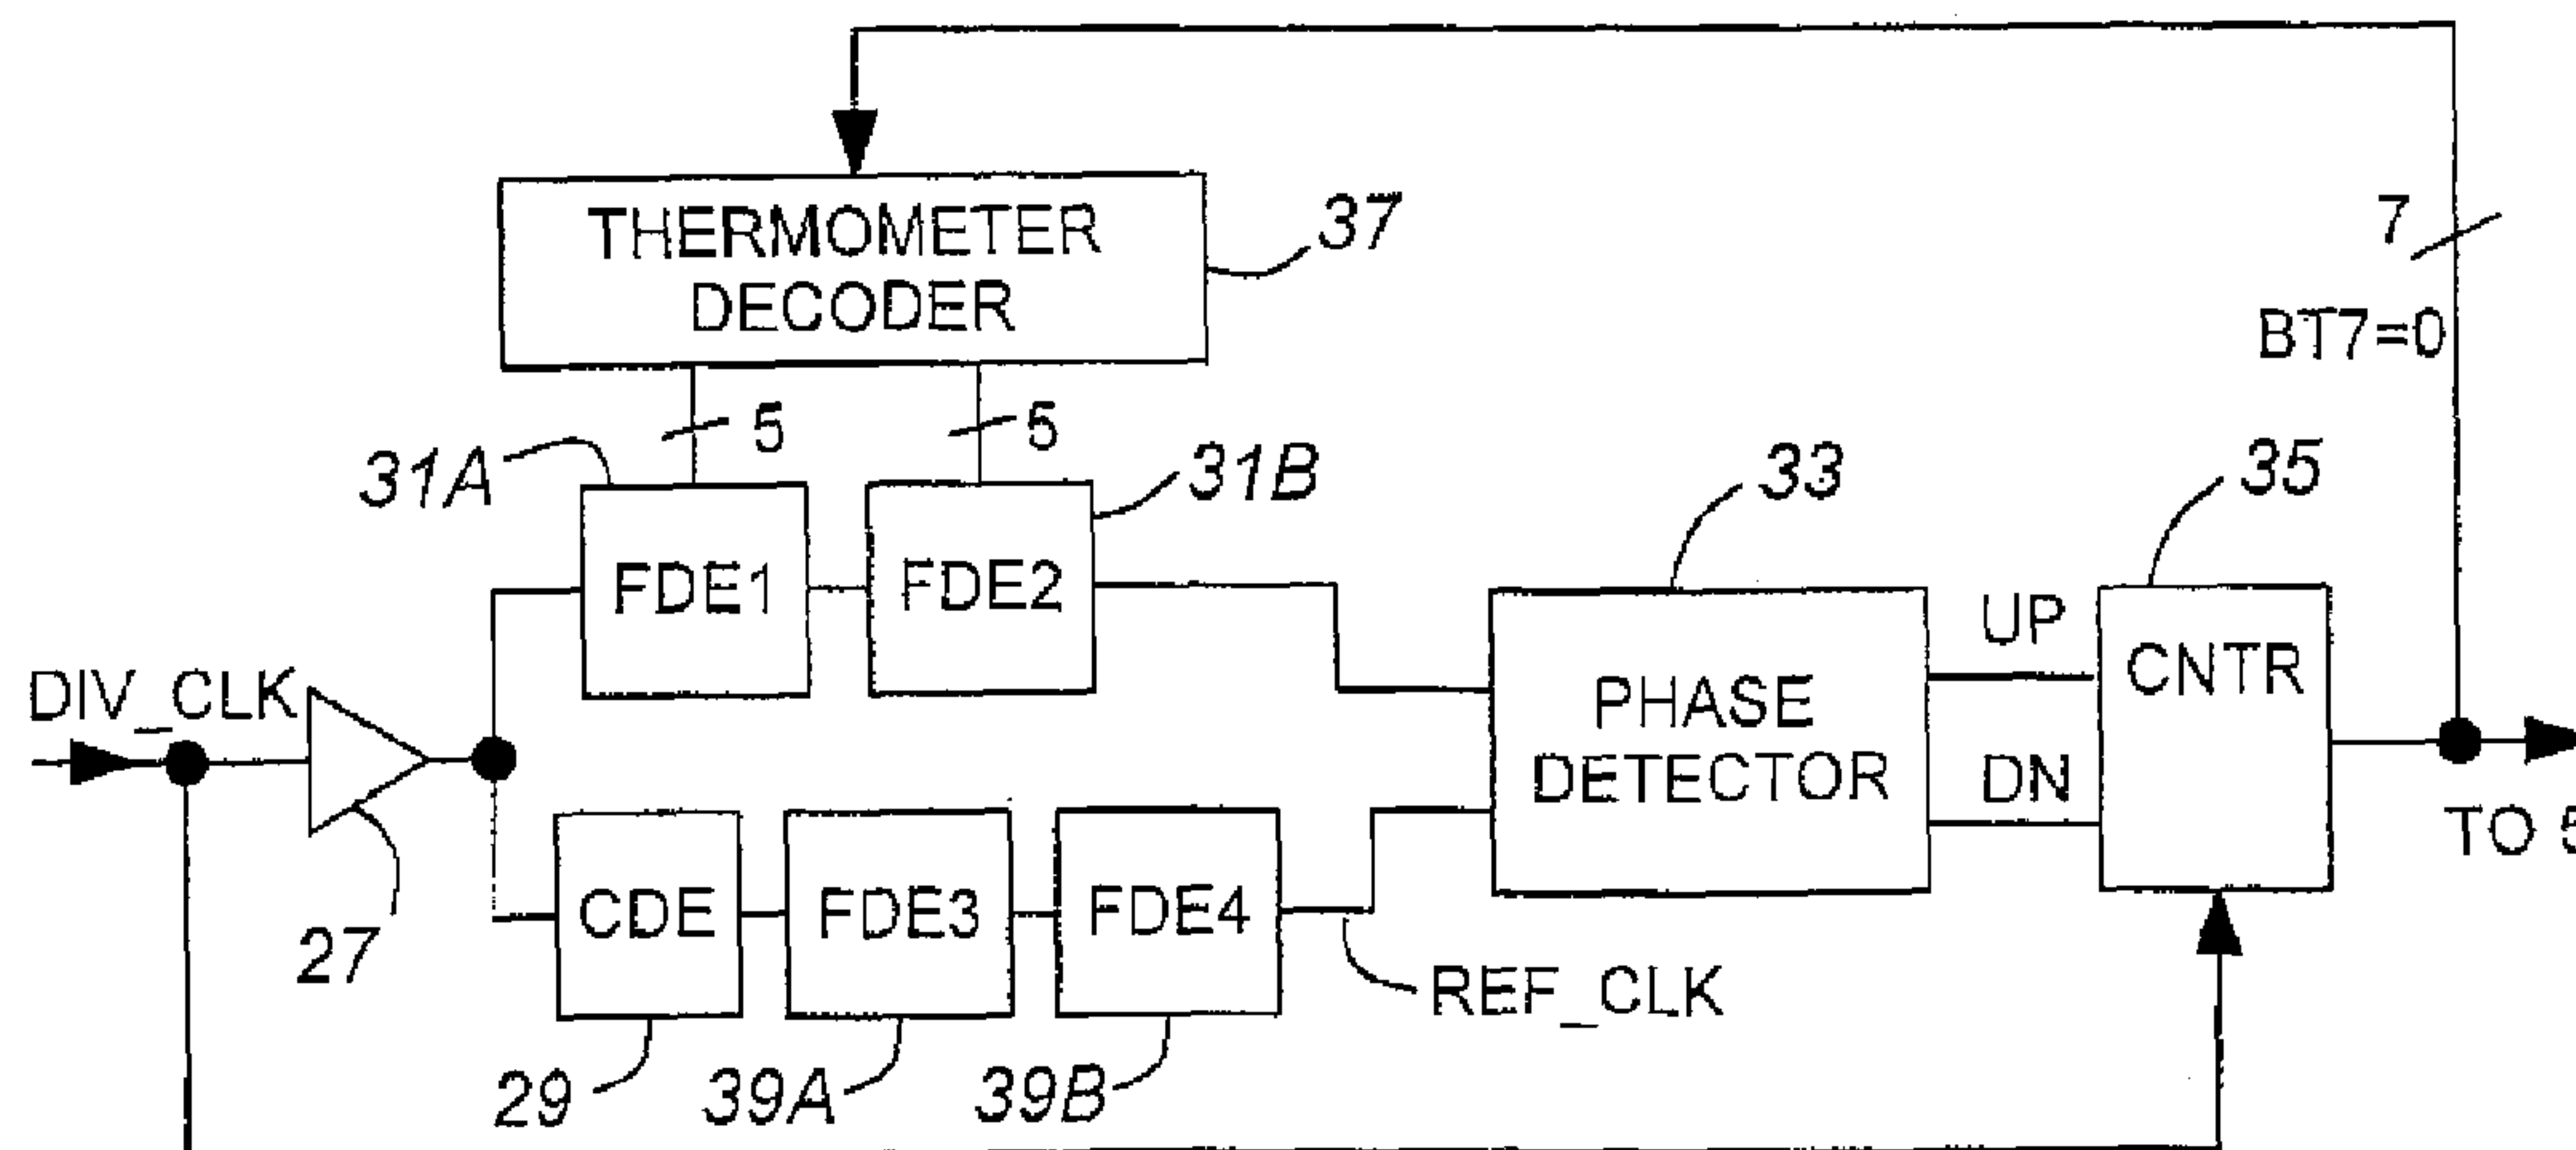 THERMOMETER
DECODER
37
7
BT7=0
5
5
31A
31B
33
35
FDE1
FDE2
UP
CNTR
DIV_CLK
PHASE
DETECTOR
DN
TO 5
CDE
FDE3
FDE4
27
REF_CLK
29
39A
39B